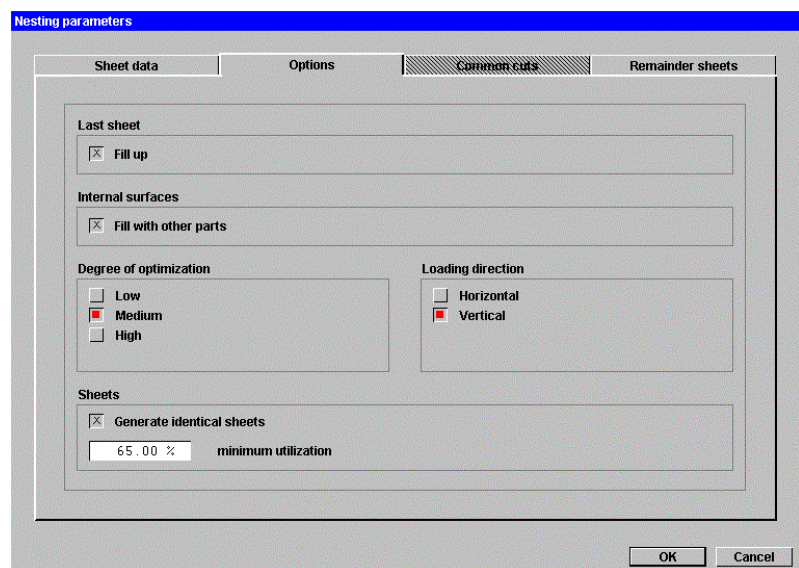 Nesting parameters
Sheet data Options Common cuts Remainder sheets
Last sheet
X Fill up
Internal surfaces
X Fill with other parts
Degree of optimization Loading direction
Low Horizontal
Medium Vertical
High
Sheets
X Generate identical sheets
65.00 % minimum utilization
OK Cancel